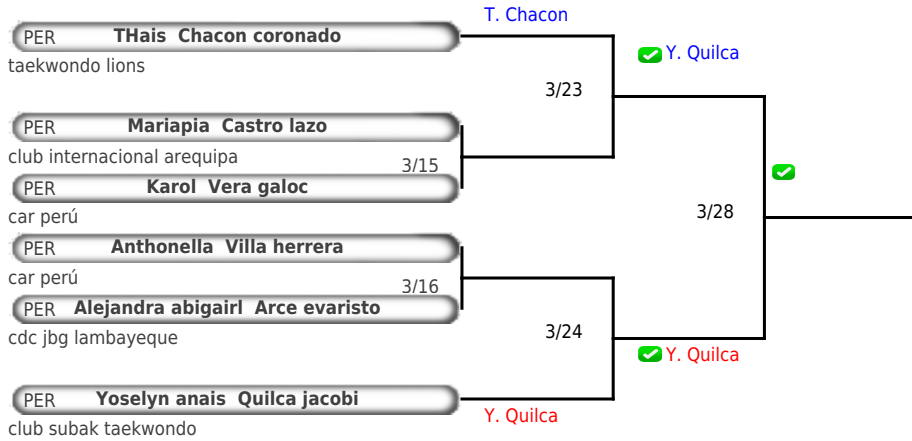 T. Chacon
PER THais Chacon coronado
taekwondo lions
Y. Quilca
3/23
PER Mariapia Castro lazo
club internacional arequipa
3/15
PER Karol Vera galoc
car perú
3/28
PER Anthonella Villa herrera
car perú
3/16
PER Alejandra abigairl Arce evaristo
cdc jbg lambayeque
3/24
Y. Quilca
PER Yoselyn anais Quilca jacobi
Y. Quilca
club subak taekwondo